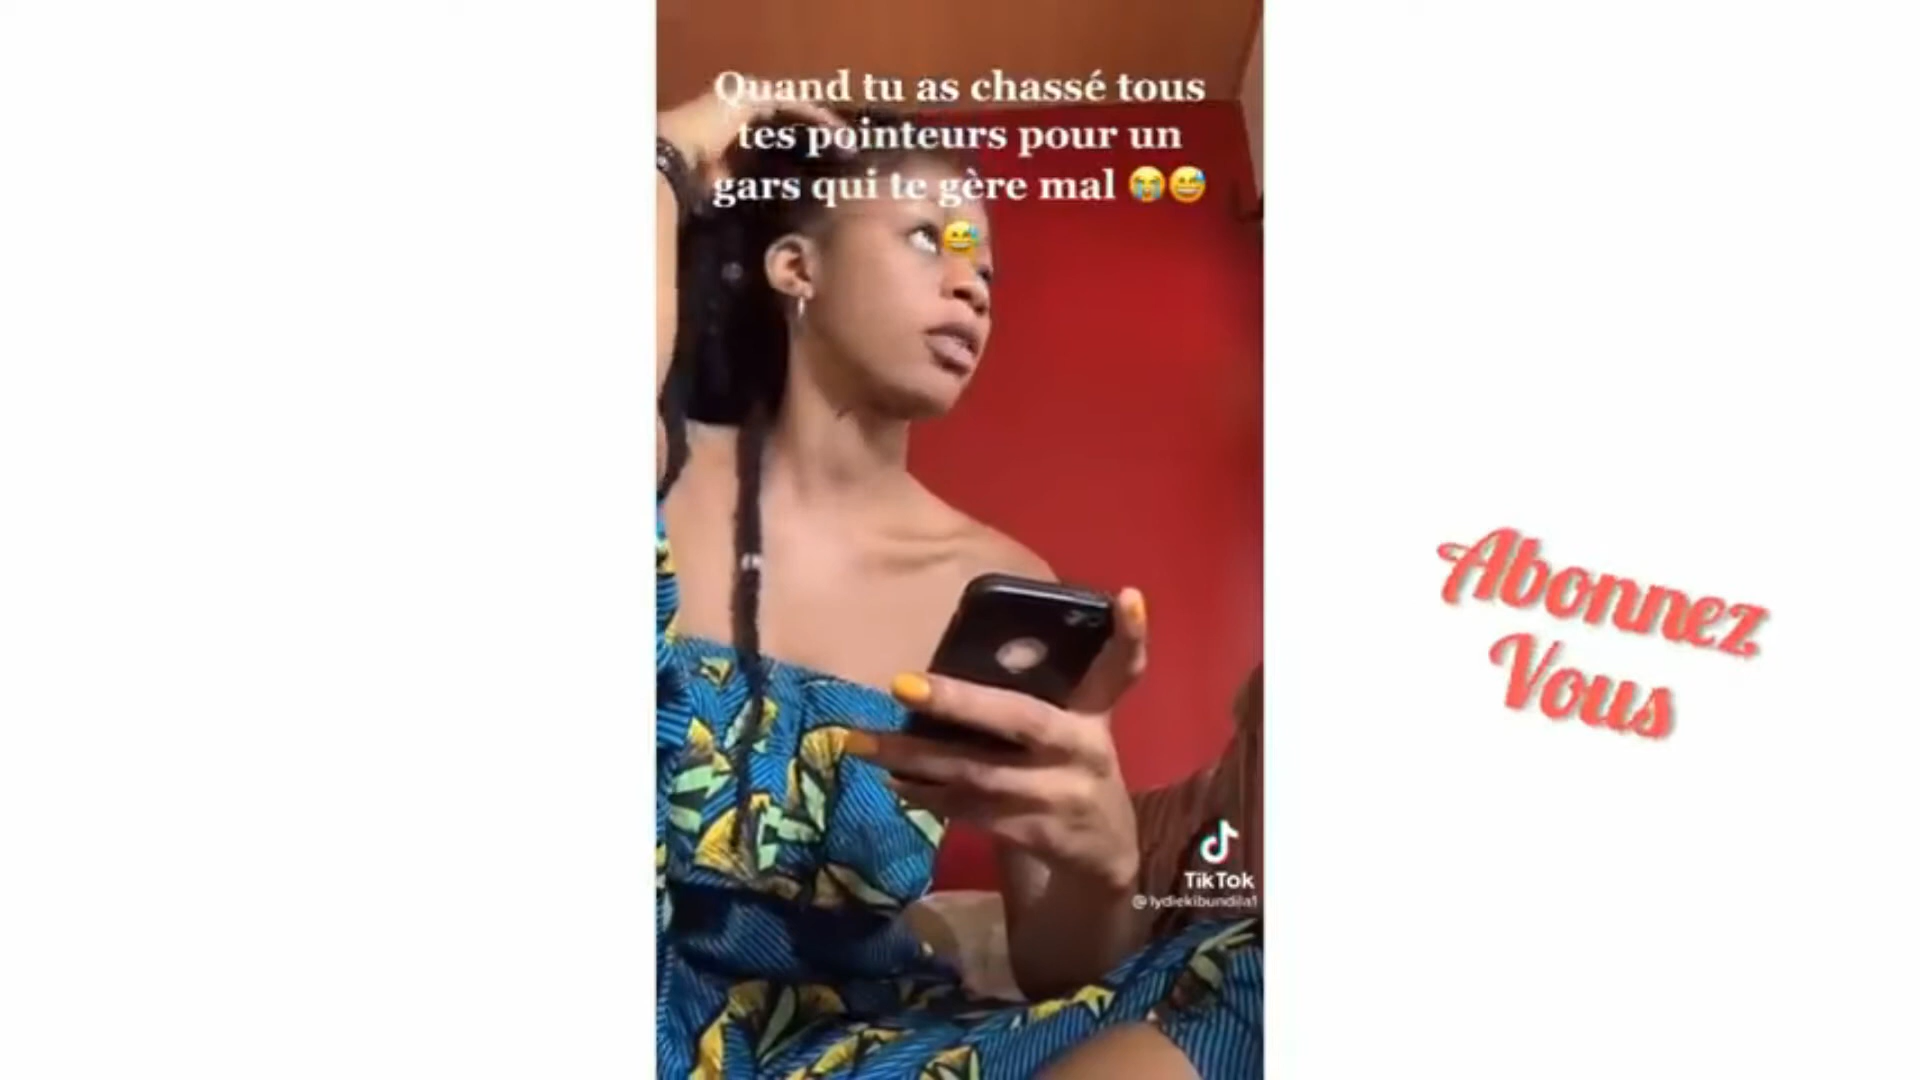 Quand tu as chassé tous
tes pointeurs pour un
gars qui te gère mal 😭😅
😅
Abonnez
Vous
TikTok
@lydiekibundila1